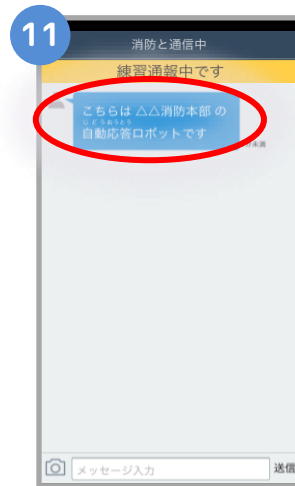 11
消防と通信中
練習通報中です
こちらは △△消防本部 の
じどうおうとう
自動応答ロボットです
未満
メッセージ入力
送信